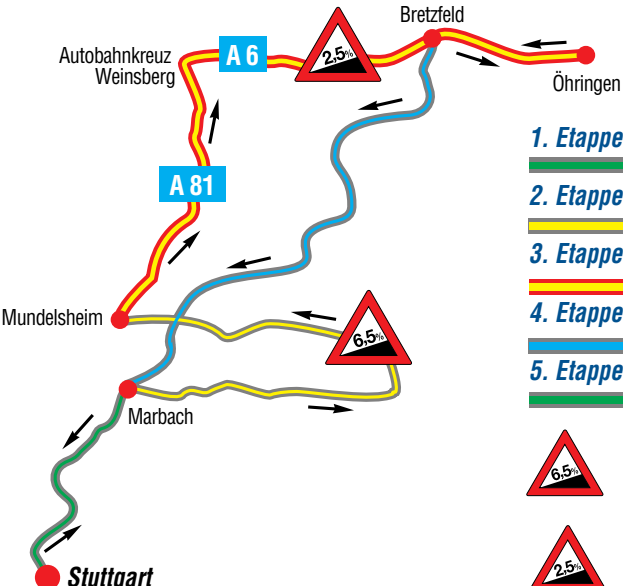 Bretzfeld
Autobahnkreuz
Weinsberg
A 6
2,5%
Öhringen
A 81
1. Etappe
2. Etappe
3. Etappe
4. Etappe
5. Etappe
Mundelsheim
6,5%
Marbach
6,5%
2,5%
Stuttgart